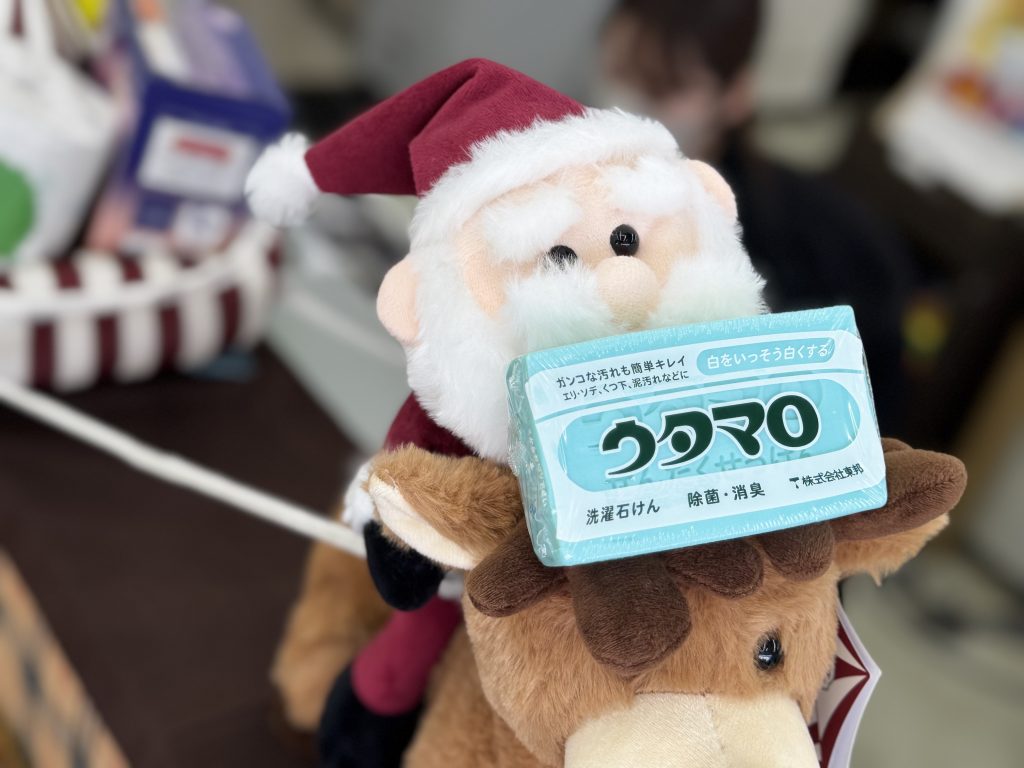 ガンコな汚れも簡単キレイ
エリ・ソデ、くつ下、泥汚れなどに
白をいっそう白くする
ウタマロ
洗濯石けん 除菌・消臭 株式会社東邦